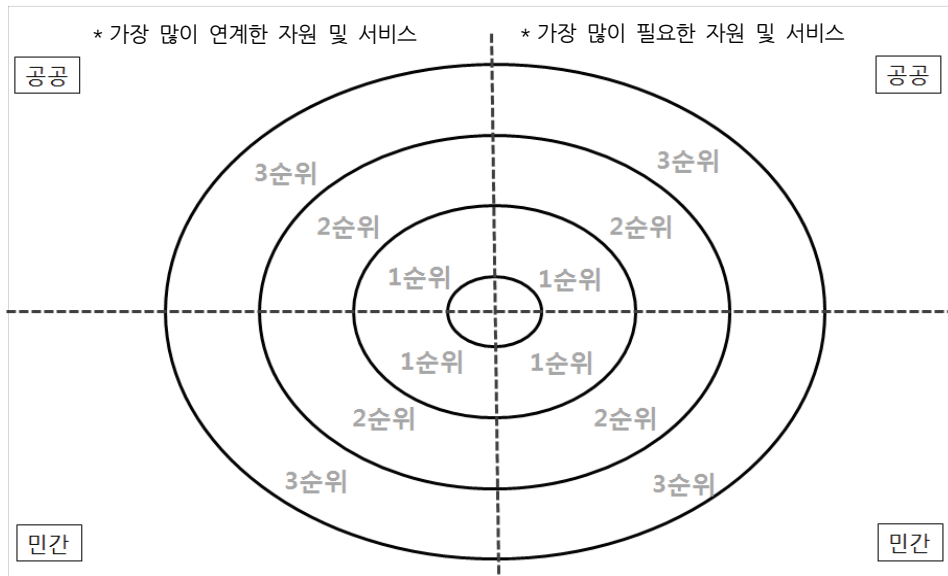 * 가장 많이 연계한 자원 및 서비스
* 가장 많이 필요한 자원 및 서비스
공공
공공
3순위
3순위
2순위
2순위
1순위
1순위
1순위
1순위
2순위
2순위
3순위
3순위
민간
민간